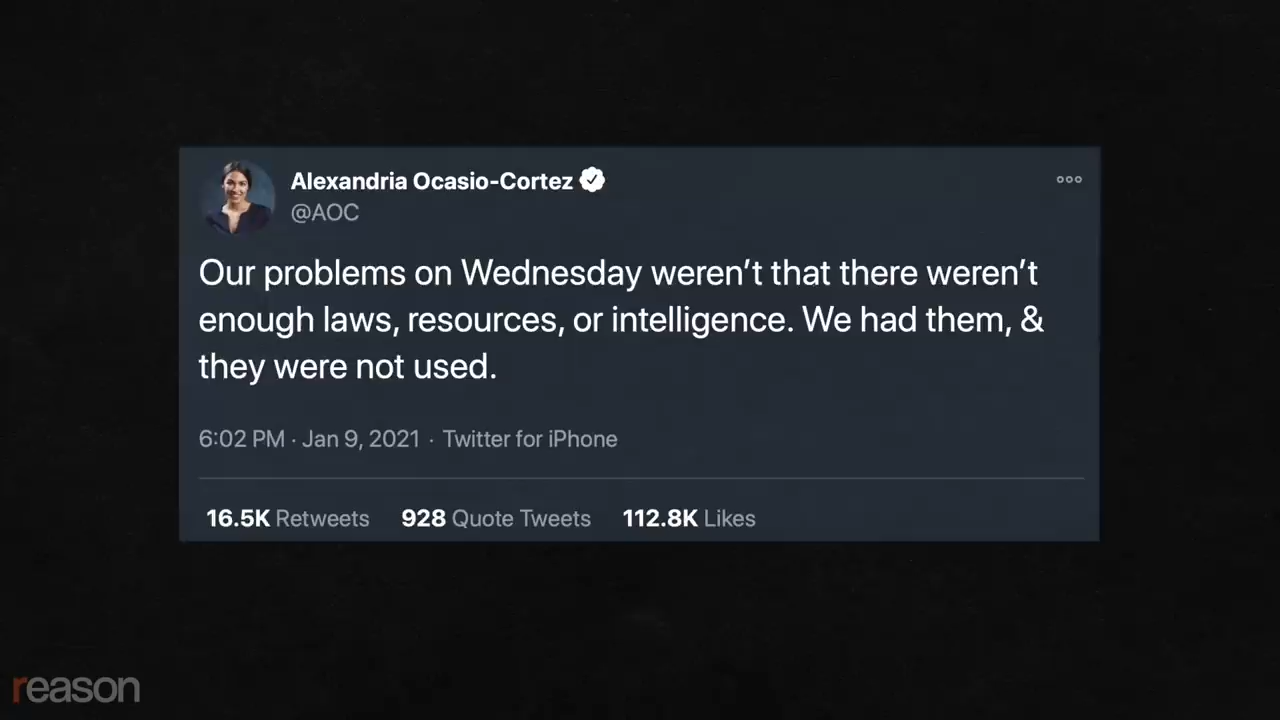 Alexandria Ocasio-Cortez
@AOC
Our problems on Wednesday weren’t that there weren’t
enough laws, resources, or intelligence. We had them, &
they were not used.
6:02 PM · Jan 9, 2021 · Twitter for iPhone
16.5K Retweets 928 Quote Tweets 112.8K Likes
reason